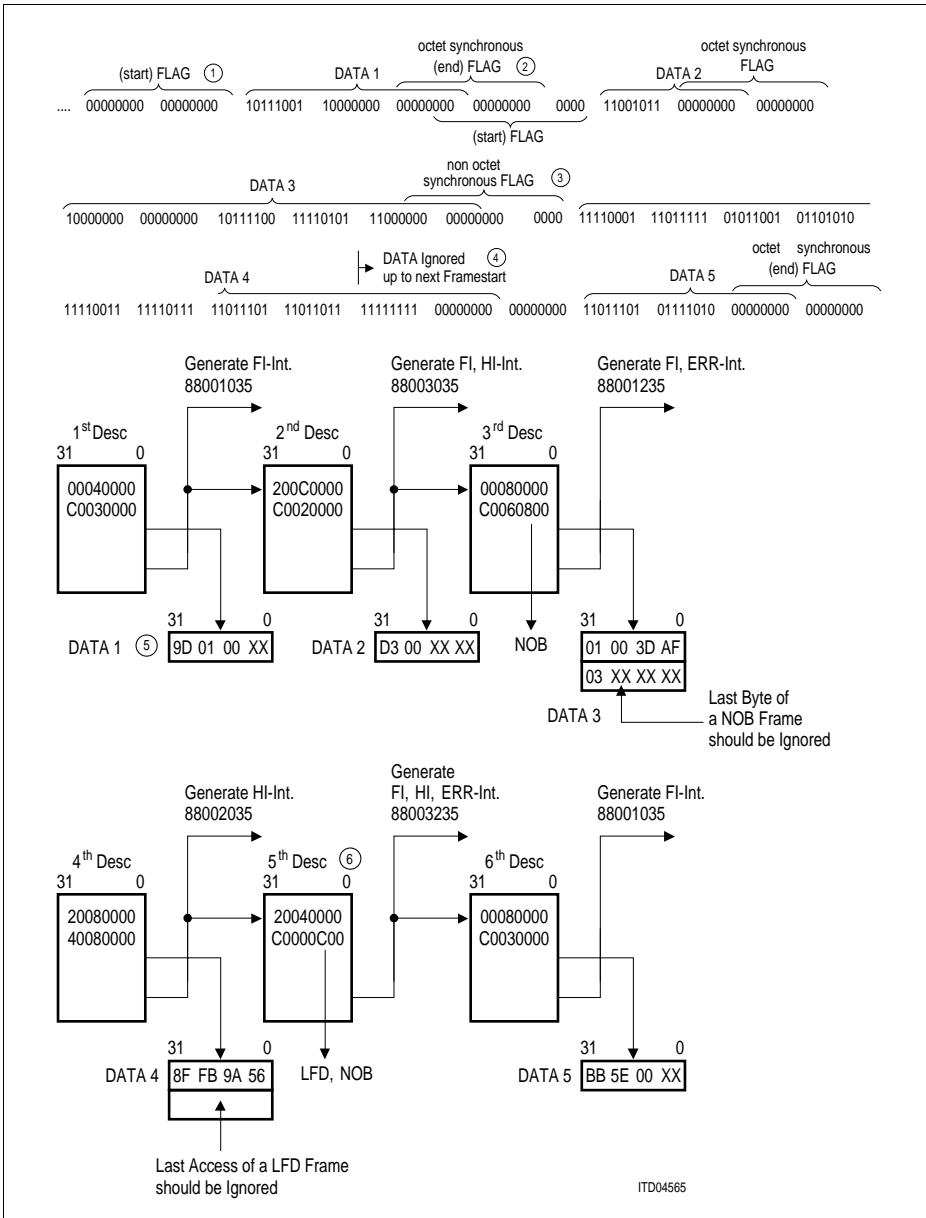 octet synchronous
(end) FLAG 2
octet synchronous
FLAG
(start) FLAG 1
DATA 1
DATA 2
.... 00000000 00000000 10111001 10000000 00000000 00000000 0000 11001011 00000000 00000000
(start) FLAG
non octet
synchronous FLAG 3
DATA 3
10000000 00000000 10111100 11110101 11000000 00000000 0000 11110001 11011111 01011001 01101010
DATA Ignored 4
up to next Framestart
octet synchronous
(end) FLAG
DATA 4
DATA 5
11110011 11110111 11011101 11011011 11111111 00000000 00000000 11011101 01111010 00000000 00000000
Generate FI-Int.
88001035
Generate FI, HI-Int.
88003035
Generate FI, ERR-Int.
88001235
1st Desc
31 0
00040000
C0030000
2nd Desc
31 0
200C0000
C0020000
3rd Desc
31 0
00080000
C0060800
31 0
DATA 1 5 9D 01 00 XX
31 0
DATA 2 D3 00 XX XX
NOB
31 0
01 00 3D AF
03 XX XX XX
DATA 3
Last Byte of
a NOB Frame
should be Ignored
Generate HI-Int.
88002035
Generate
FI, HI, ERR-Int.
88003235
Generate FI-Int.
88001035
4th Desc
31 0
20080000
40080000
5th Desc 6
31 0
20040000
C0000C00
6th Desc
31 0
00080000
C0030000
31 0
DATA 4 8F FB 9A 56
LFD, NOB
31 0
DATA 5 BB 5E 00 XX
Last Access of a LFD Frame
should be Ignored
ITD04565